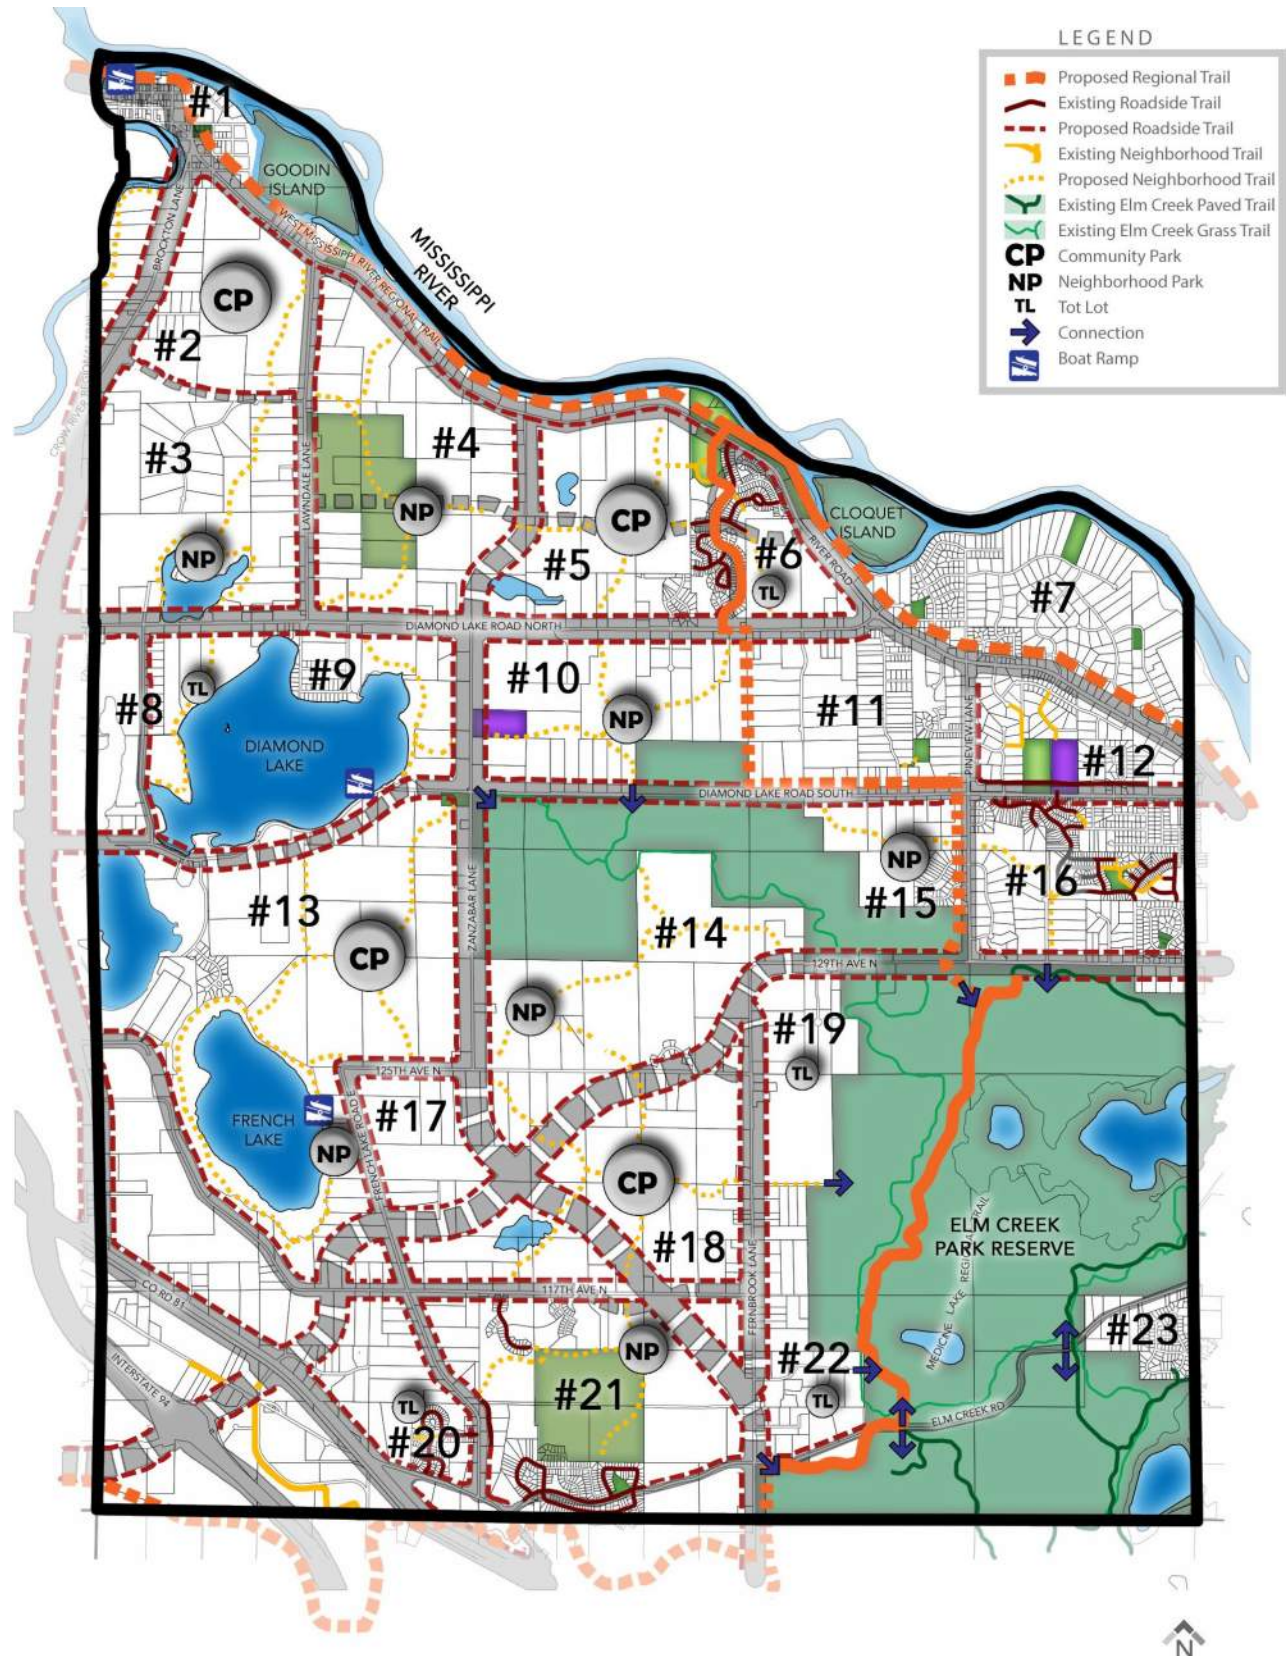 LEGEND
Proposed Regional Trail
Existing Roadside Trail
Proposed Roadside Trail
Existing Neighborhood Trail
Proposed Neighborhood Trail
Existing Elm Creek Paved Trail
Existing Elm Creek Grass Trail
CP Community Park
NP Neighborhood Park
TL Tot Lot
Connection
Boat Ramp
#1
GOODIN
ISLAND
MISSISSIPPI
RIVER
BROCKTON LANE
WEST MISSISSIPPI RIVER REGIONAL TRAIL
CP
#2
CROW RIVER REGIONAL TRAIL
#3
LAWNDALE LANE
#4
NP
NP
CP
#5
CLOQUET
ISLAND
#6
TL
RIVER ROAD
#7
DIAMOND LAKE ROAD NORTH
#8
TL
#9
DIAMOND
LAKE
#10
NP
#11
PINEVIEW LANE
#12
DIAMOND LAKE ROAD SOUTH
#13
CP
ZANZABAR LANE
#14
NP
#15
NP
#16
129TH AVE N
#19
TL
125TH AVE N
FRENCH
LAKE
NP
FRENCH LAKE ROAD E
#17
CP
#18
ELM CREEK
PARK RESERVE
MEDICINE LAKE REGIONAL TRAIL
117TH AVE N
FERNBROOK LANE
CO RD 81
INTERSTATE 94
NP
#21
TL
#20
#22
TL
ELM CREEK RD
#23
N